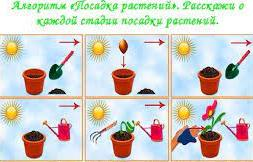 Алгоритм «Посадка растений». Расскажи о
каждой стадии посадки растений.